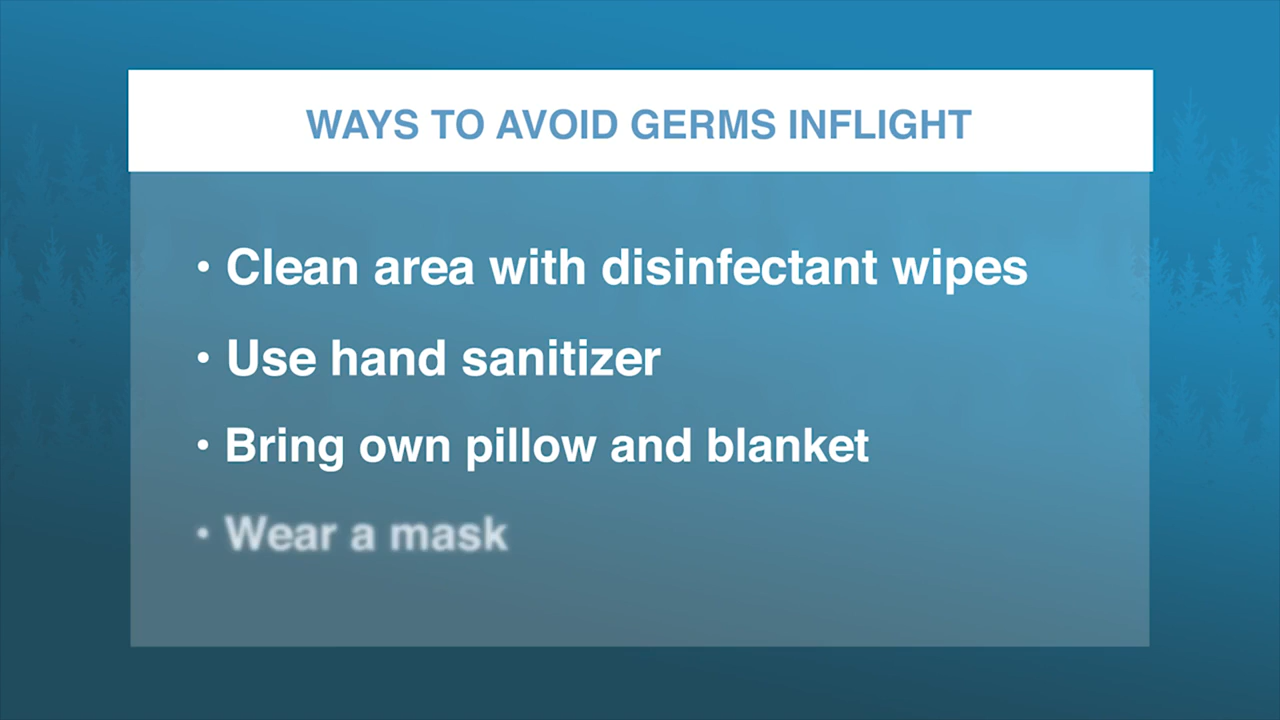 WAYS TO AVOID GERMS INFLIGHT
• Clean area with disinfectant wipes
• Use hand sanitizer
• Bring own pillow and blanket
• Wear a mask